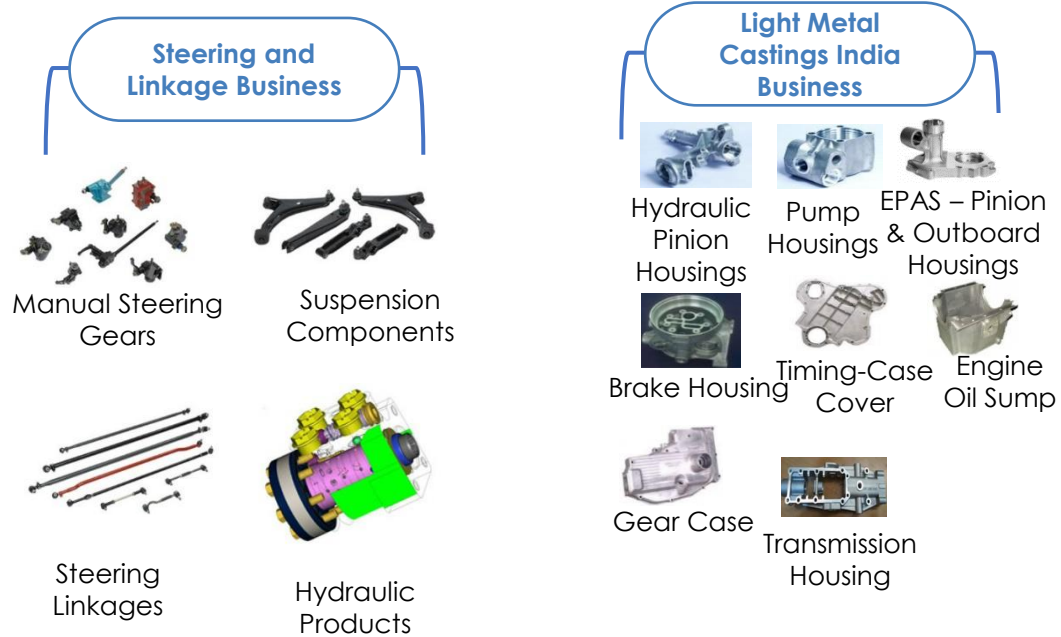 Steering and
Linkage Business
Manual Steering
Gears
Suspension
Components
Steering
Linkages
Hydraulic
Products
Light Metal
Castings India
Business
Hydraulic
Pinion
Housings
Pump
Housings
EPAS – Pinion
& Outboard
Housings
Brake Housing
Timing-Case
Cover
Engine
Oil Sump
Gear Case
Transmission
Housing